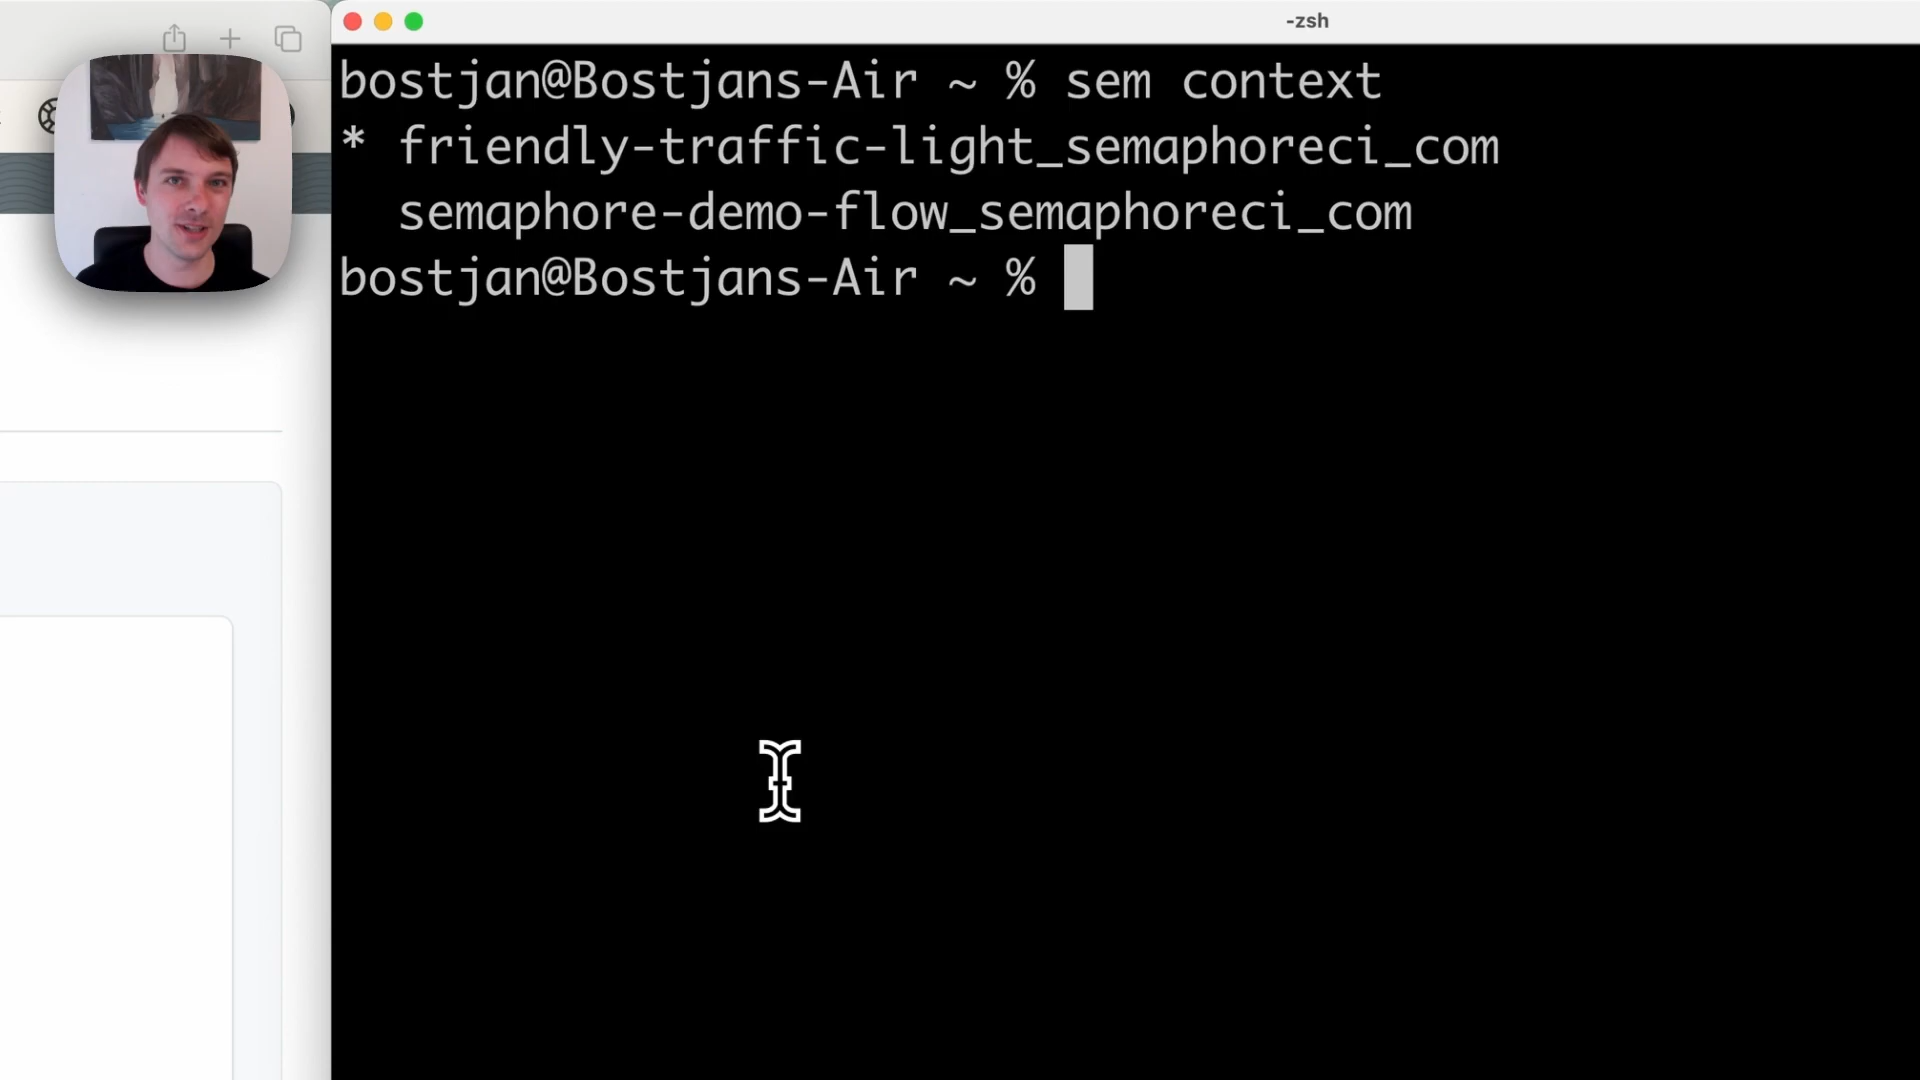 -zsh
bostjan@Bostjans-Air ~ % sem context
* friendly-traffic-light_semaphoreci_com
semaphore-demo-flow_semaphoreci_com
bostjan@Bostjans-Air ~ %